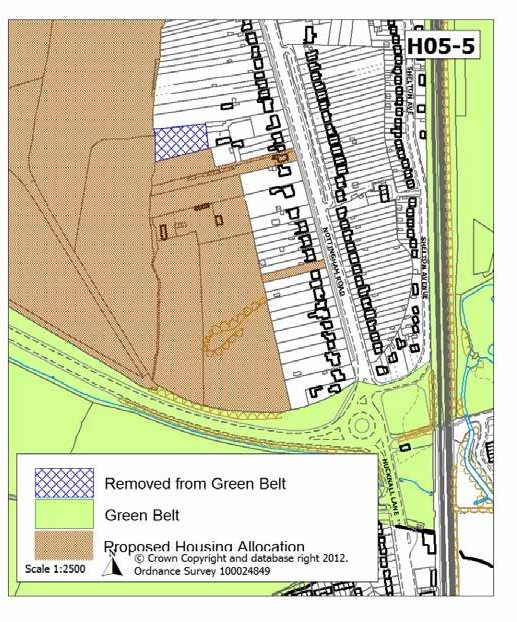 H05-5
SHELTON AVE
NOTTINGHAM ROAD
SHELTON AVENUE
HUCKNALL LANE
Removed from Green Belt
Green Belt
Proposed Housing Allocation
© Crown Copyright and database right 2012.
Scale 1:2500
Ordnance Survey 100024849